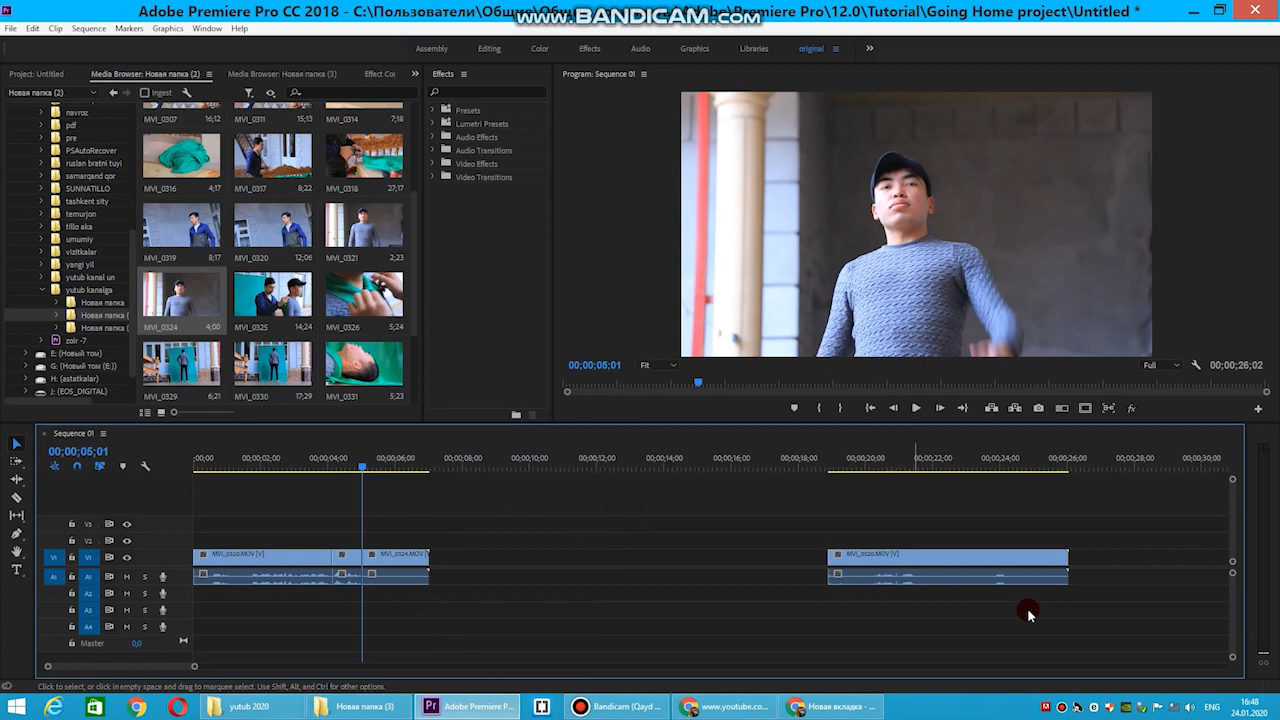 Adobe Premiere Pro CC 2018 - C:\Пользователи\Общие\Общ
Premiere Pro\12.0\Tutorial\Going Home project\Untitled *
www.BANDICAM.com
File Edit Clip Sequence Markers Graphics Window Help
Assembly Editing Color Effects Audio Graphics Libraries original
Project: Untitled Media Browser: Новая папка (2) Media Browser: Новая папка (3) Effect Cor
Effects
Program: Sequence 01
Новая папка (2) Ingest
navroz
pdf
pre
PSAutoRecover
ruslan bratni tuyi
samarqand qor
SUNNATILLO
tashkent sity
temurjon
tillo aka
umumiy
vizitkalar
yangi yil
yutub kanal un
yutub kanalga
Новая папка
Новая папка (
Новая папка (
zoir -7
E: (Новый том)
G: (Новый том (E:))
H: (astatkalar)
J: (EOS_DIGITAL)
MVI_0307 16;12 MVI_0311 15;13 MVI_0314 7;18
MVI_0316 4;17 MVI_0317 8;22 MVI_0318 27;17
MVI_0319 8;17 MVI_0320 12;06 MVI_0321 2;23
MVI_0324 4;00 MVI_0325 14;24 MVI_0326 5;24
MVI_0329 6;21 MVI_0330 17;29 MVI_0331 5;23
Presets
Lumetri Presets
Audio Effects
Audio Transitions
Video Effects
Video Transitions
00;00;05;01 Fit Full 00;00;26;02
Sequence 01
00;00;05;01
;00;00 00;00;02;00 00;00;04;00 00;00;06;00 00;00;08;00 00;00;10;00 00;00;12;00 00;00;14;00 00;00;16;00 00;00;18;00 00;00;20;00 00;00;22;00 00;00;24;00 00;00;26;00 00;00;28;00 00;00;30;00
V3
V2
V1 V1 MVI_0320.MOV [V] MVI_0324.MOV [V MVI_0320.MOV [V]
A1 A1 M S
A2 M S
A3 M S
A4 M S
Master 0,0
Click to select, or click in empty space and drag to marquee select. Use Shift, Alt, and Ctrl for other options.
yutub 2020 Новая папка (3) Adobe Premiere P... Bandicam (Qayd ... www.youtube.co... Новая вкладка - ...
16:48
24.01.2020